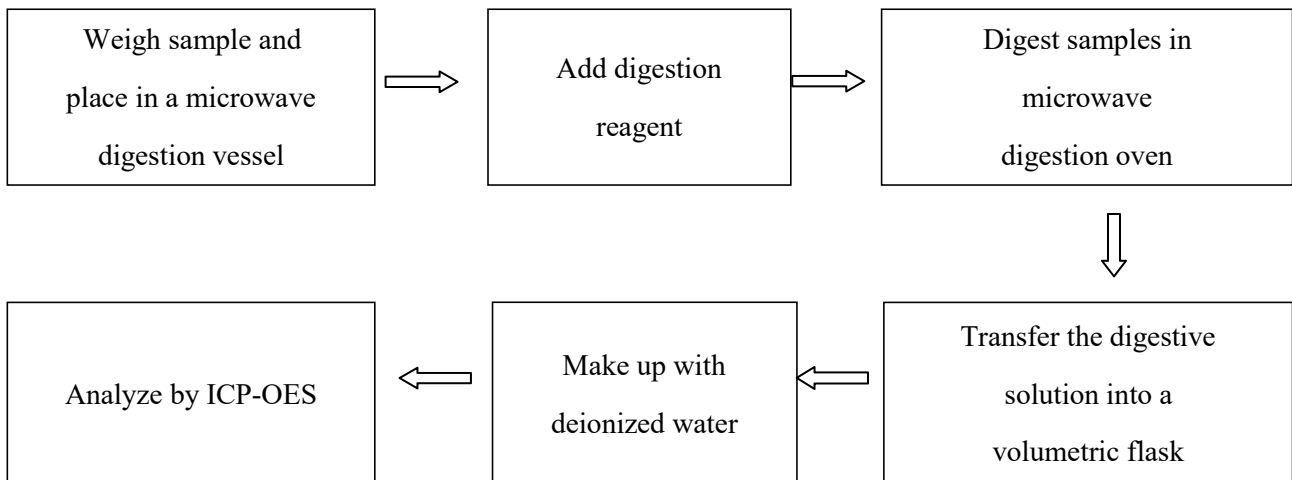 Weigh sample and
place in a microwave
digestion vessel
Add digestion
reagent
Digest samples in
microwave
digestion oven
Transfer the digestive
solution into a
volumetric flask
Make up with
deionized water
Analyze by ICP-OES